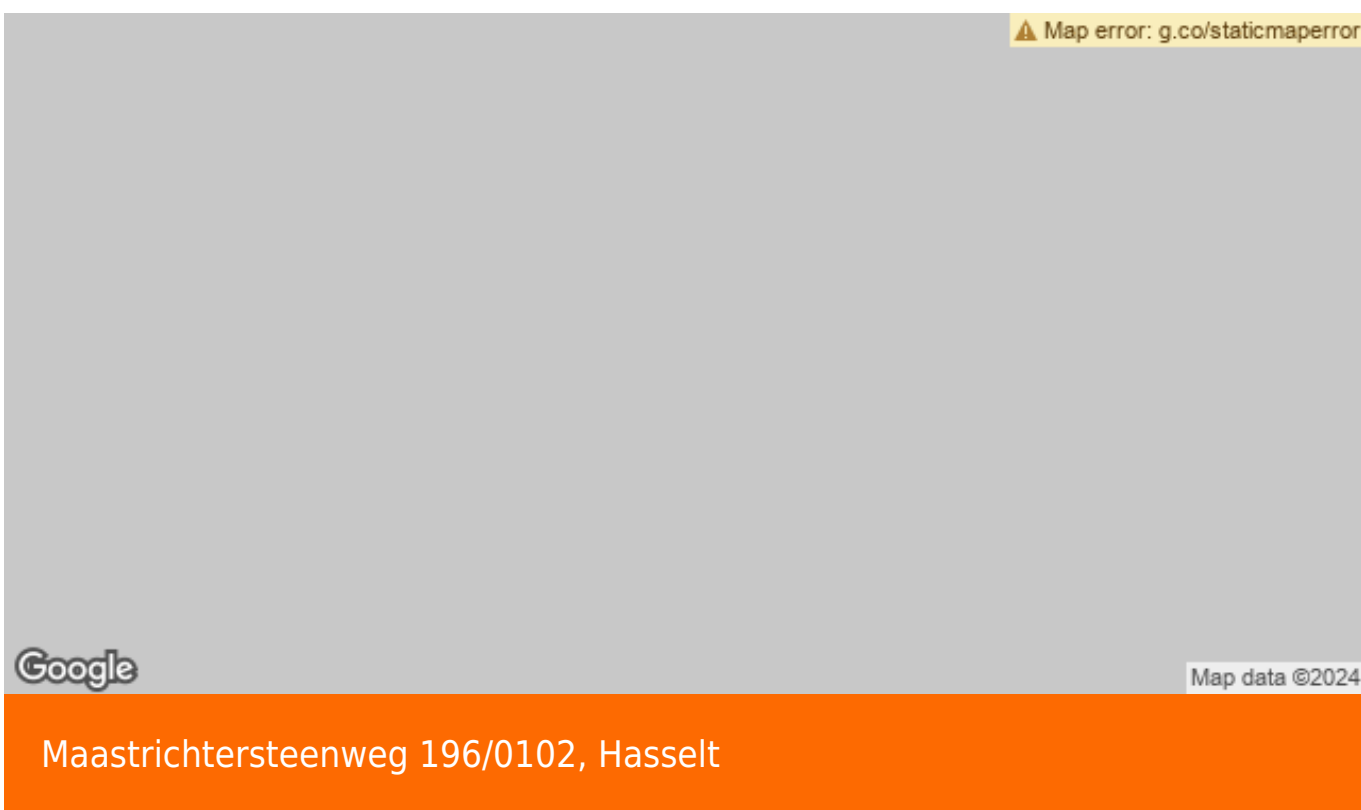 Map error: g.co/staticmaperror
Google
Map data ©2024
Maastrichtersteenweg 196/0102, Hasselt